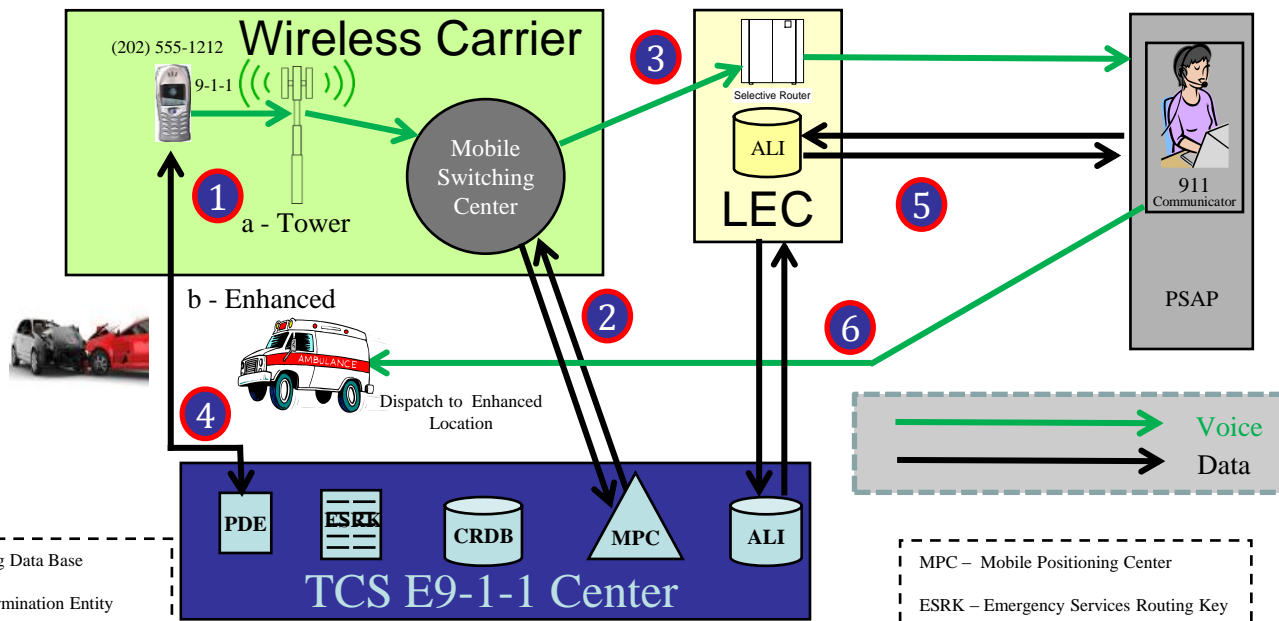 (202) 555-1212
Wireless Carrier
9-1-1
Mobile
Switching
Center
1
a - Tower
b - Enhanced
2
3
Selective Router
ALI
LEC
5
911
Communicator
PSAP
6
AMBULANCE
Dispatch to Enhanced
Location
4
Voice
Data
PDE
ESRK
CRDB
MPC
ALI
TCS E9-1-1 Center
Data Base
Entity
MPC – Mobile Positioning Center
ESRK – Emergency Services Routing Key